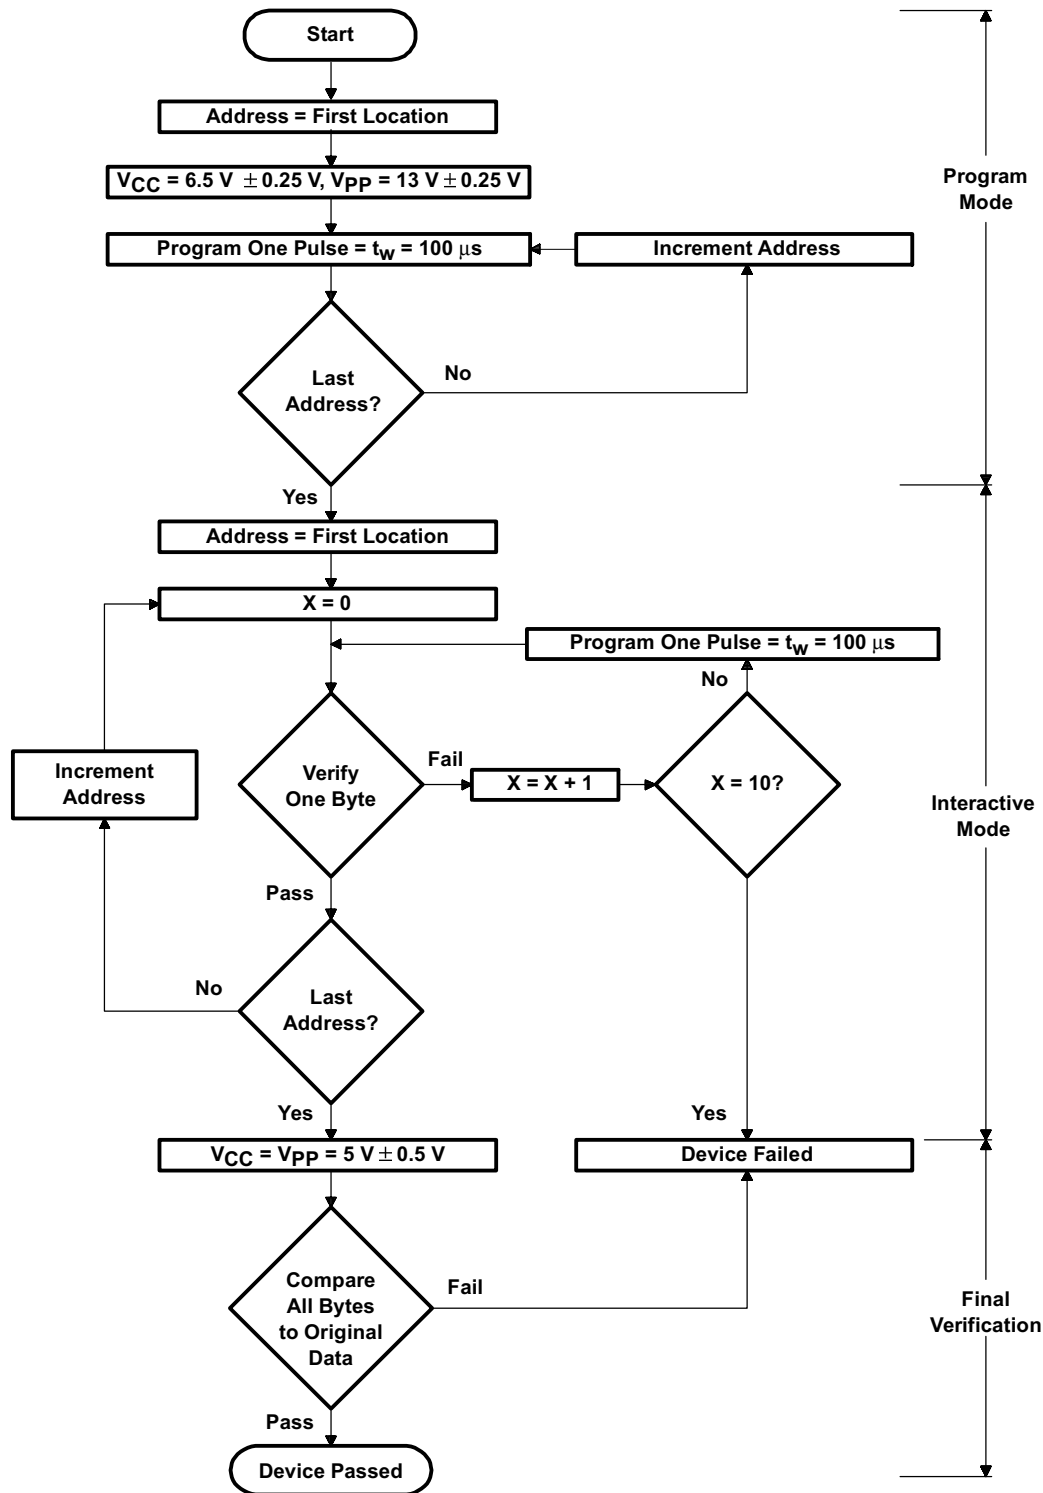 Start
Address = First Location
VCC = 6.5 V ± 0.25 V, VPP = 13 V ± 0.25 V
Program
Mode
Program One Pulse = tw = 100 μs
Increment Address
Last
Address?
No
Yes
Address = First Location
X = 0
Program One Pulse = tw = 100 μs
No
Increment
Address
Verify
One Byte
Fail
X = X + 1
X = 10?
Interactive
Mode
Pass
No
Last
Address?
Yes
Yes
VCC = VPP = 5 V ± 0.5 V
Device Failed
Compare
All Bytes
to Original
Data
Fail
Final
Verification
Pass
Device Passed